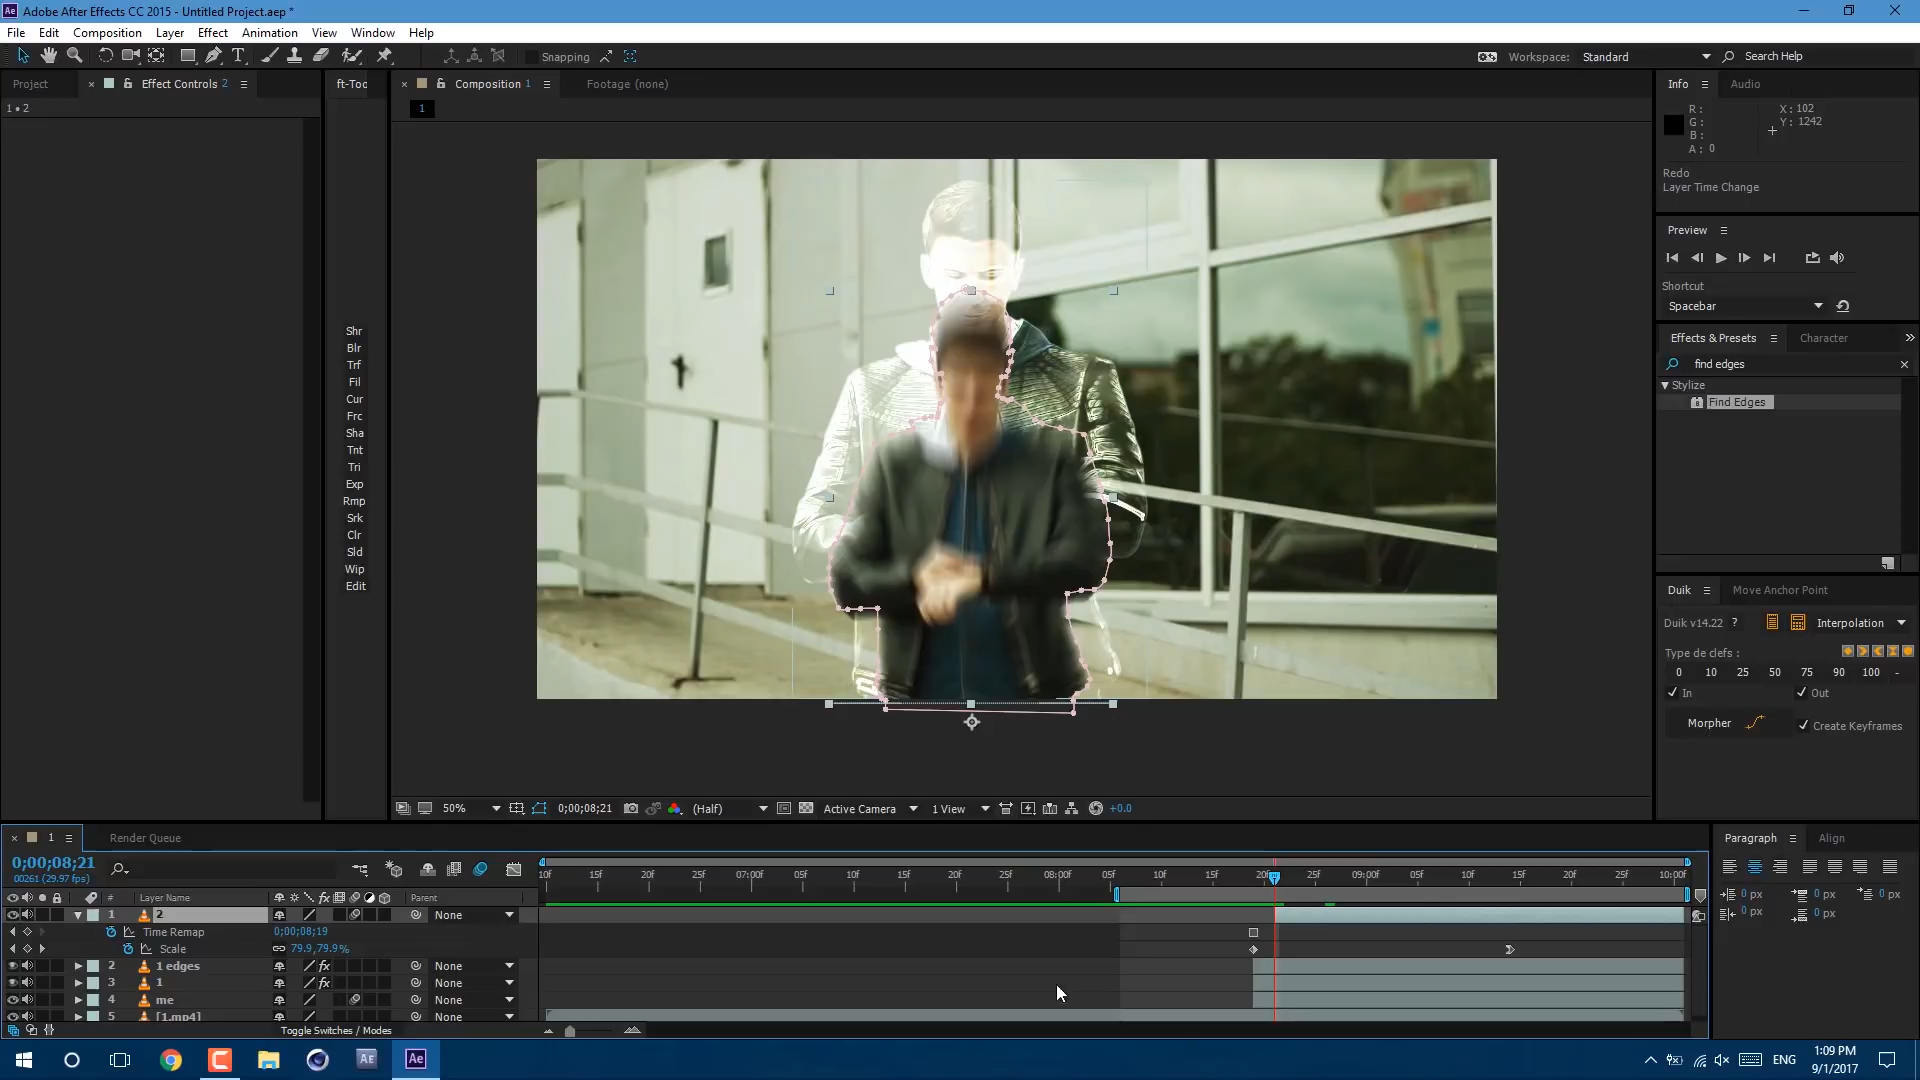 Adobe After Effects CC 2015 - Untitled Project.aep *
File Edit Composition Layer Effect Animation View Window Help
Snapping
Workspace: Standard
Search Help
Project
Effect Controls 2
1 • 2
ft-Too
Shr
Blr
Trf
Fil
Cur
Frc
Sha
Tnt
Tri
Exp
Rmp
Srk
Clr
Sld
Wip
Edit
Composition 1
Footage (none)
1
50%
0;00;08;21
(Half)
Active Camera
1 View
+0.0
Info
Audio
R :
G :
B :
A : 0
X : 102
Y : 1242
Redo
Layer Time Change
Preview
Shortcut
Spacebar
Effects & Presets
Character
find edges
Stylize
Find Edges
Duik
Move Anchor Point
Duik v14.22 ? Interpolation
Type de clefs :
0 10 25 50 75 90 100 -
In
Out
Morpher
Create Keyframes
1
Render Queue
0;00;08;21
00261 (29.97 fps)
10f 15f 20f 25f 07:00f 05f 10f 15f 20f 25f 08:00f 05f 10f 15f 20f 25f 09:00f 05f 10f 15f 20f 25f 10:00f
# Layer Name
fx
Parent
1 2 None
Time Remap 0;00;08;19
Scale 79.9,79.9%
2 1 edges fx None
3 1 fx None
4 me None
5 [1.mp4] None
Toggle Switches / Modes
Paragraph
Align
0 px 0 px 0 px
0 px 0 px
ENG
1:09 PM
9/1/2017